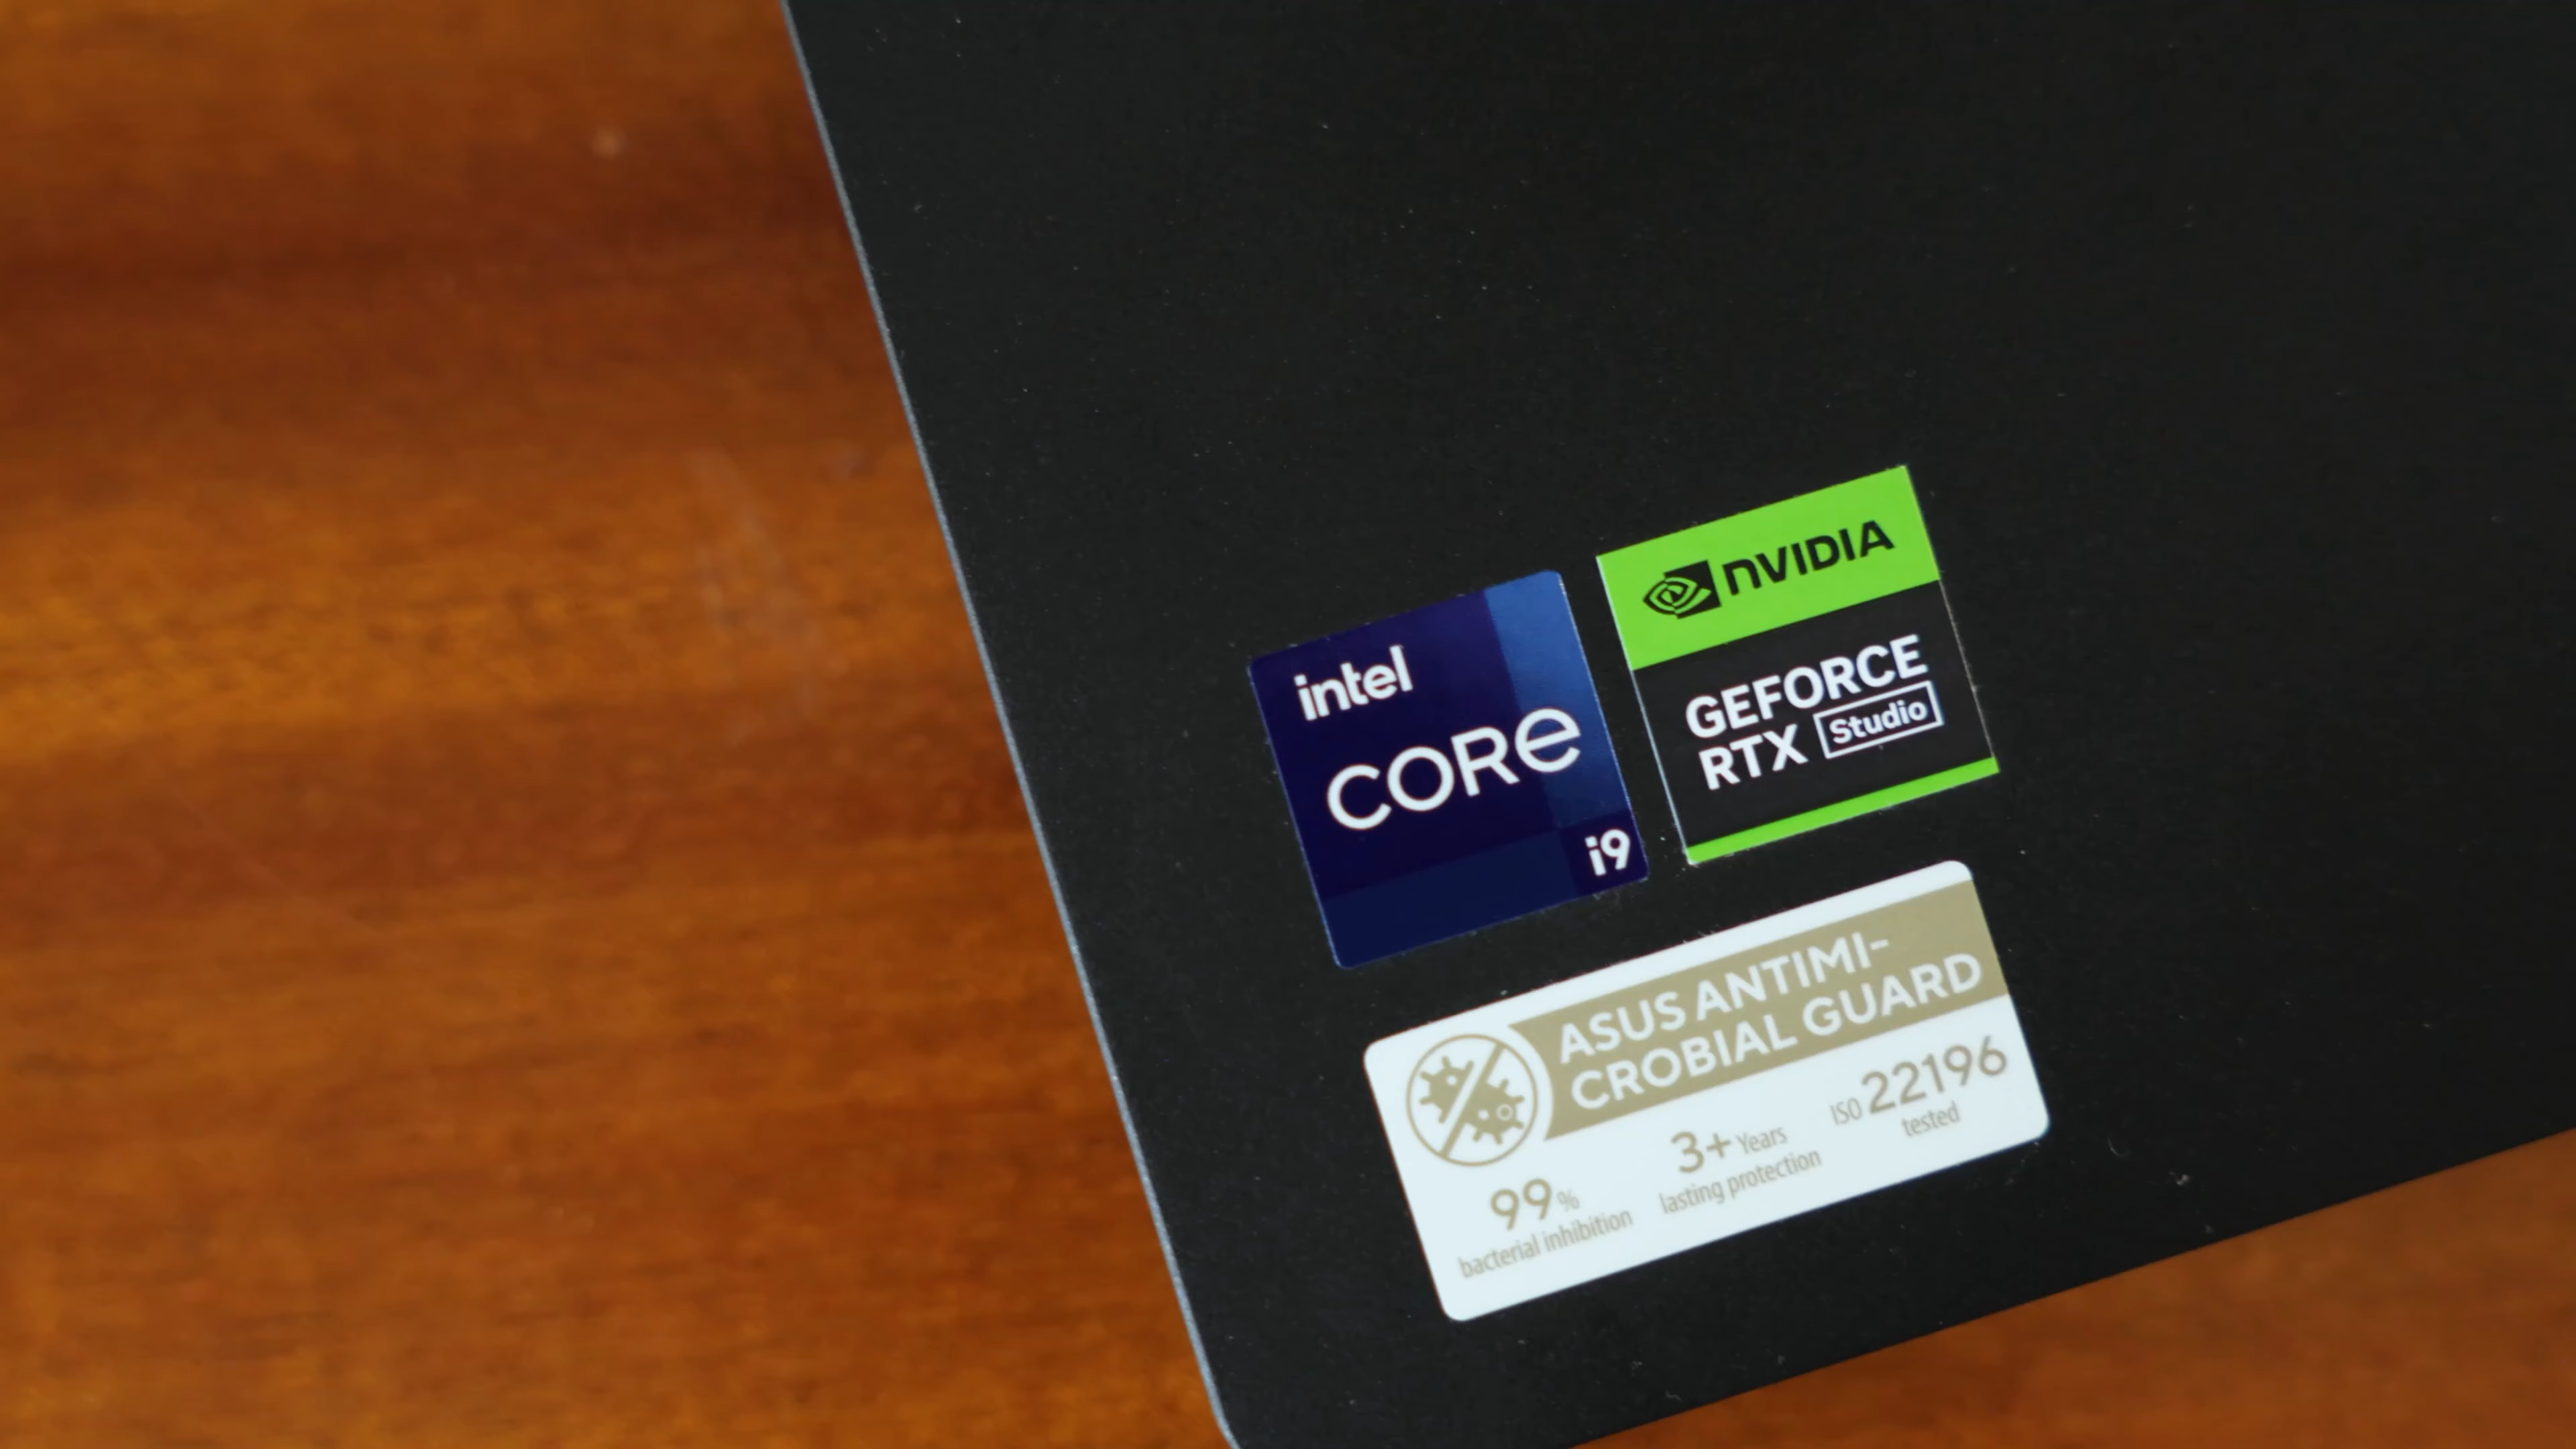 intel
CORE
i9
NVIDIA
GEFORCE
RTX Studio
ASUS ANTIMI-
CROBIAL GUARD
99%
bacterial inhibition
3+ Years
lasting protection
ISO 22196
tested